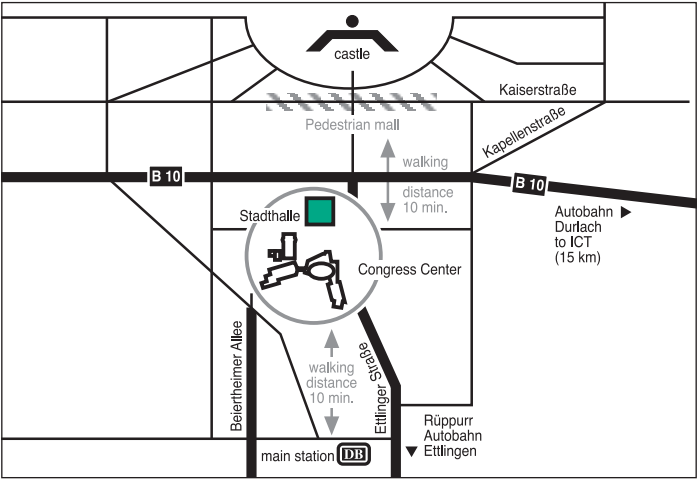 castle
Kaiserstraße
Pedestrian mall
Kapellenstraße
walking
distance
10 min.
B 10
B 10
Stadthalle
Autobahn
Durlach
to ICT
(15 km)
Congress Center
Beiertheimer Allee
walking
distance
10 min.
Ettlinger Straße
Rüppurr
Autobahn
Ettlingen
main station DB